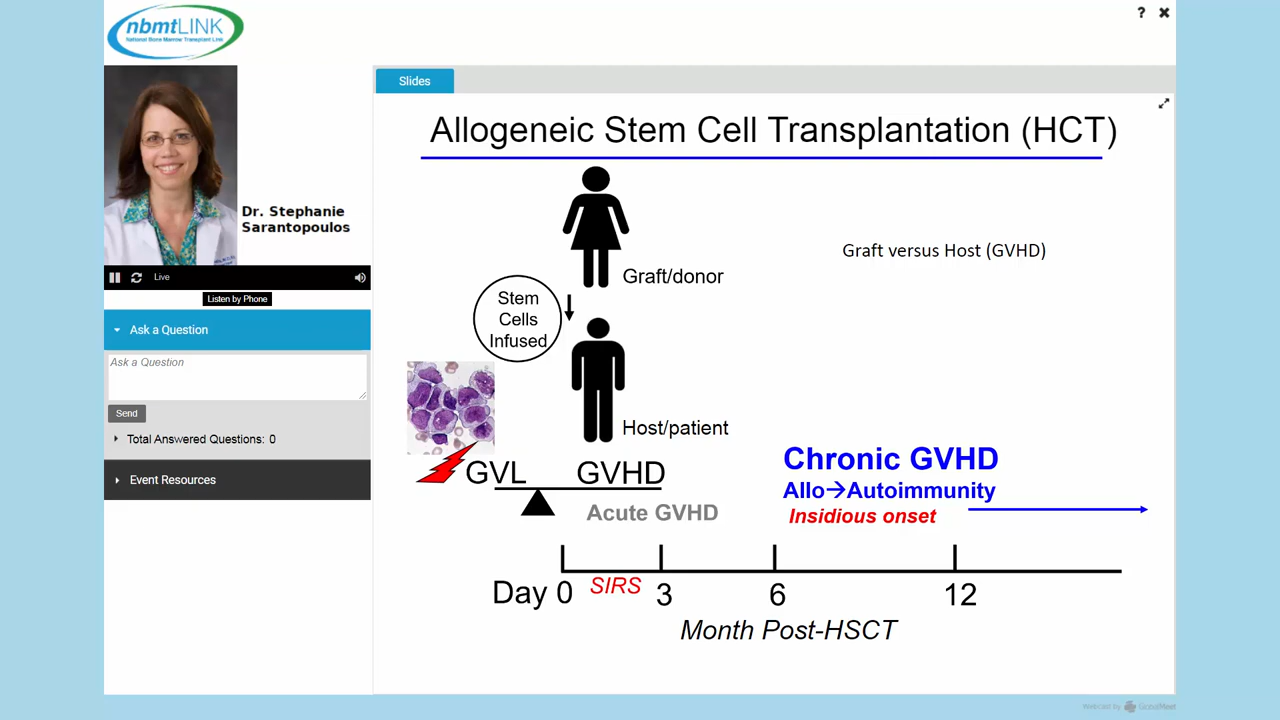 nbmtLINK
National Bone Marrow Transplant Link
? ✖
Slides
Dr. Stephanie
Sarantopoulos
Live
Listen by Phone
Ask a Question
Ask a Question
Send
Total Answered Questions: 0
Event Resources
Allogeneic Stem Cell Transplantation (HCT)
Graft versus Host (GVHD)
Graft/donor
Stem
Cells
Infused
Host/patient
GVL GVHD
Acute GVHD
Chronic GVHD
Allo→Autoimmunity
Insidious onset
Day 0 SIRS 3 6 12
Month Post-HSCT
Webcast by